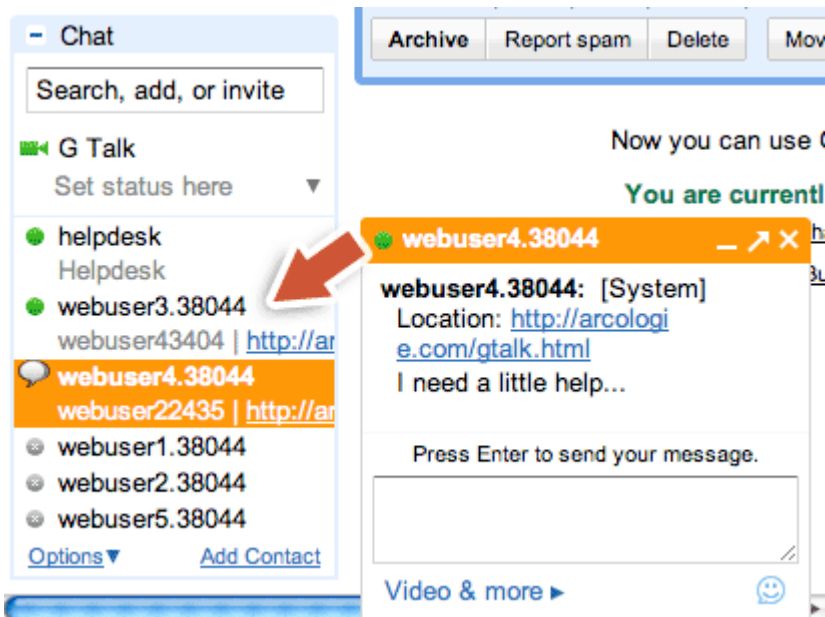 Chat
Search, add, or invite
G Talk
Set status here
helpdesk
Helpdesk
webuser3.38044
webuser43404 | http://ar
webuser4.38044
webuser22435 | http://ar
webuser1.38044
webuser2.38044
webuser5.38044
Options
Add Contact
Archive
Report spam
Delete
Mov
Now you can use
You are currentl
webuser4.38044
webuser4.38044: [System]
Location: http://arcologi
e.com/gtalk.html
I need a little help...
Press Enter to send your message.
Video & more